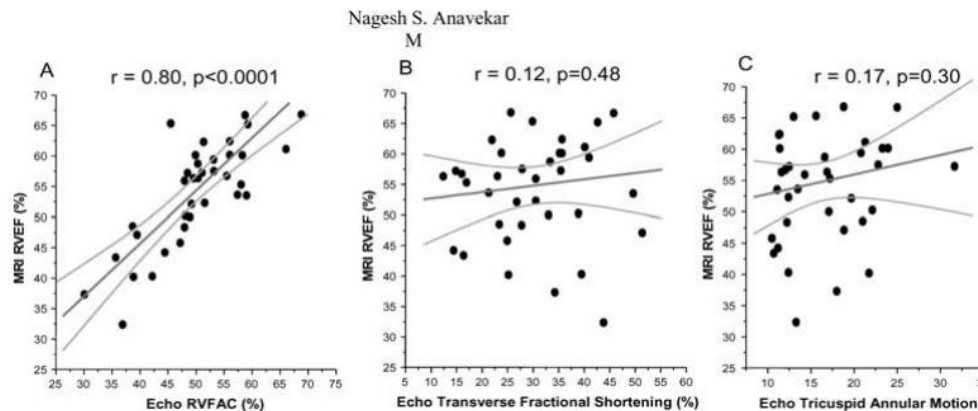 Nagesh S. Anavekar
M
A
r = 0.80, p<0.0001
MRI RVEF (%)
70
65
60
55
50
45
40
35
30
25
25 30 35 40 45 50 55 60 65 70 75
Echo RVFAC (%)
B
r = 0.12, p=0.48
MRI RVEF (%)
70
65
60
55
50
45
40
35
30
25
5 10 15 20 25 30 35 40 45 50 55 60
Echo Transverse Fractional Shortening (%)
C
r = 0.17, p=0.30
MRI RVEF (%)
70
65
60
55
50
45
40
35
30
25
10 15 20 25 30
Echo Tricuspid Annular Motion